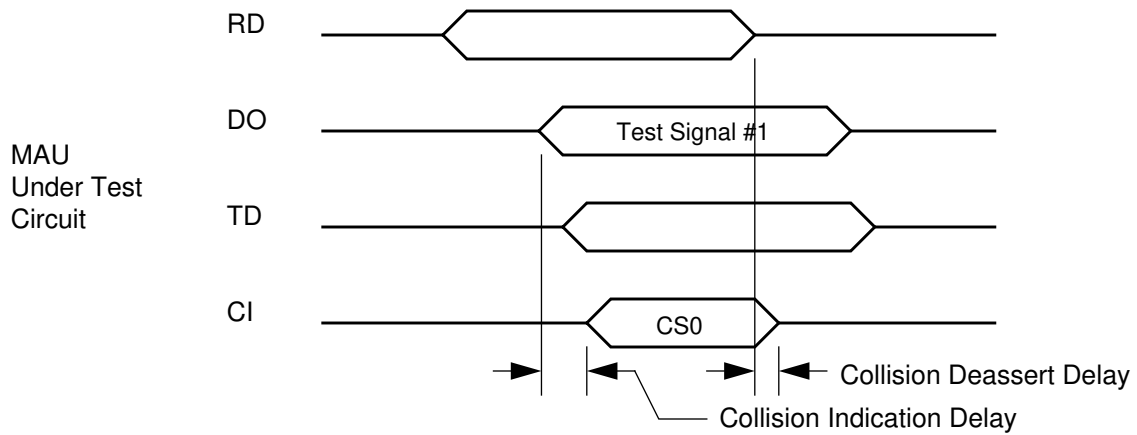 RD
DO
Test Signal #1
MAU
Under Test
Circuit
TD
CI
CS0
Collision Deassert Delay
Collision Indication Delay